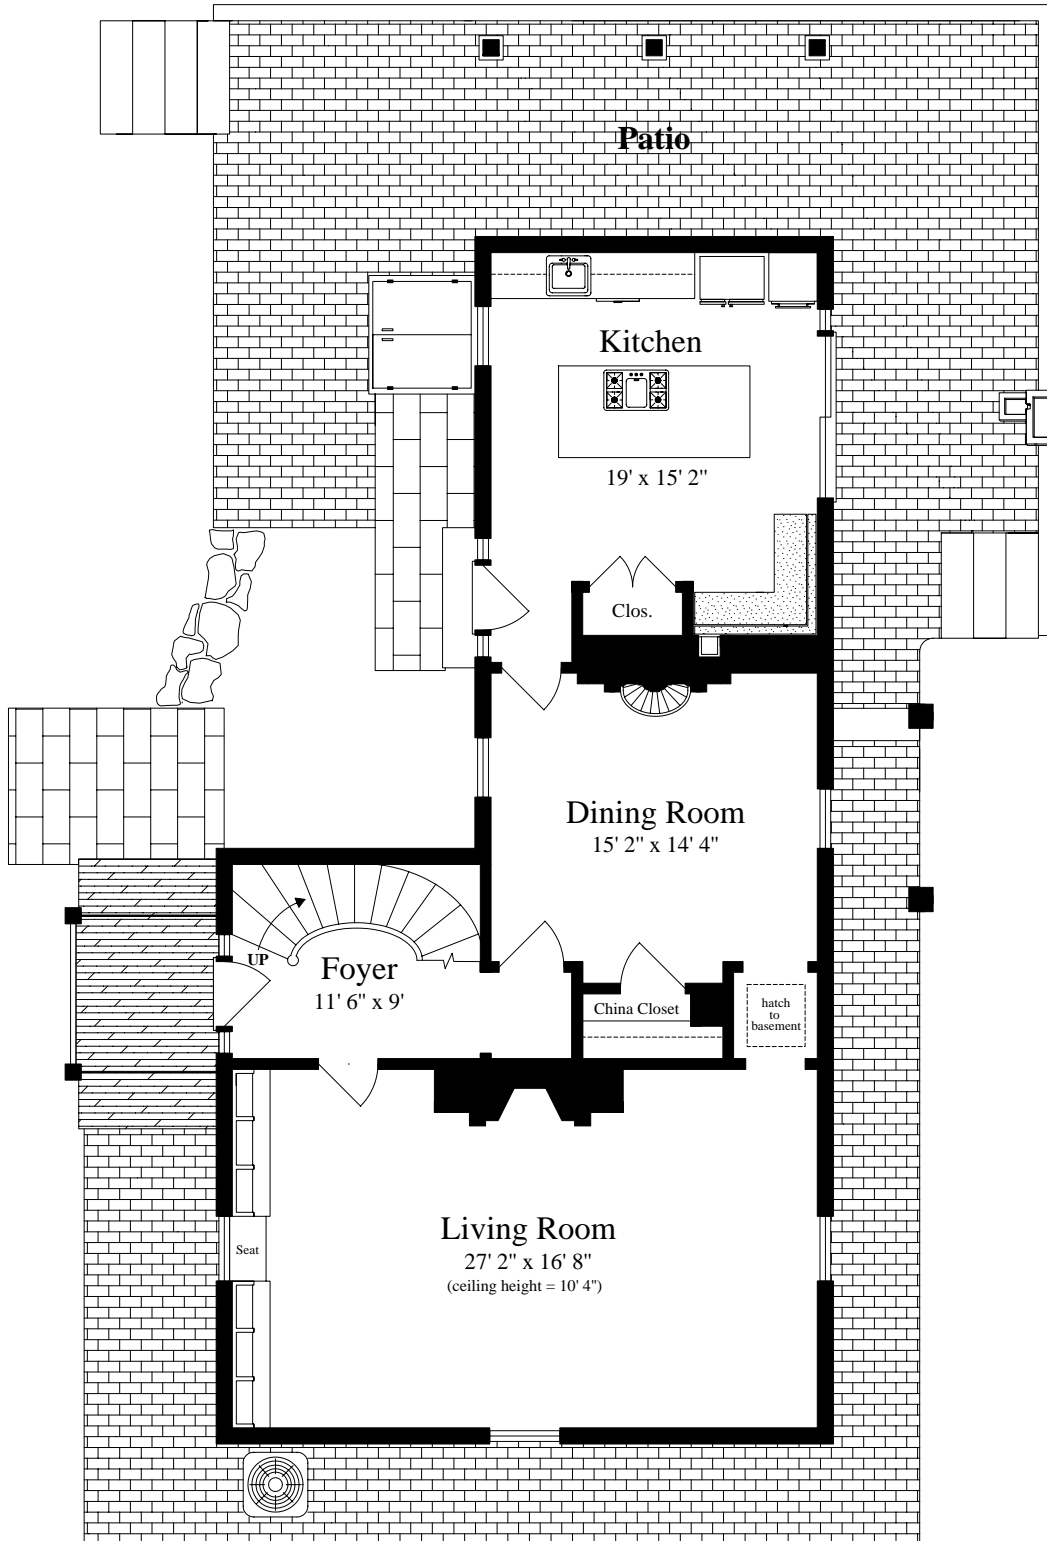 Patio
Kitchen
19' x 15' 2"
Clos.
Dining Room
15' 2" x 14' 4"
UP
Foyer
11' 6" x 9'
China Closet
hatch
to
basement
Living Room
27' 2" x 16' 8"
(ceiling height = 10' 4")
Seat